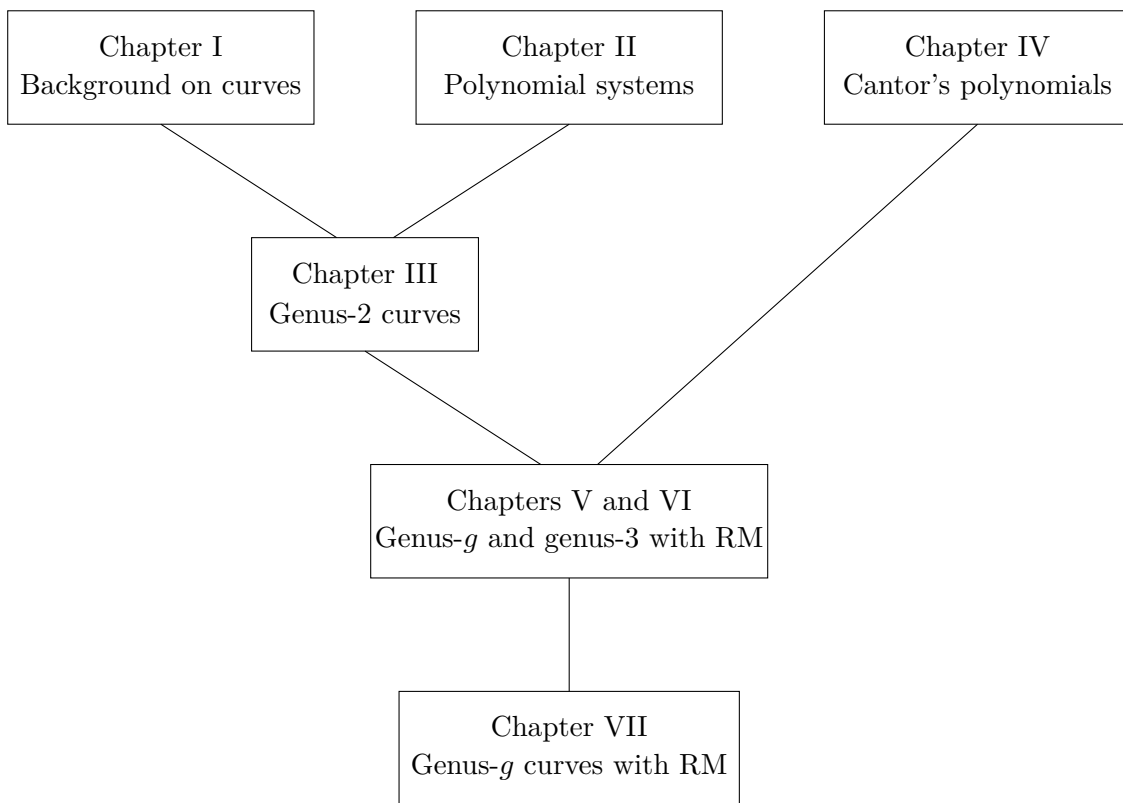 Chapter I
Background on curves
Chapter II
Polynomial systems
Chapter IV
Cantor's polynomials
Chapter III
Genus-2 curves
Chapters V and VI
Genus-g and genus-3 with RM
Chapter VII
Genus-g curves with RM